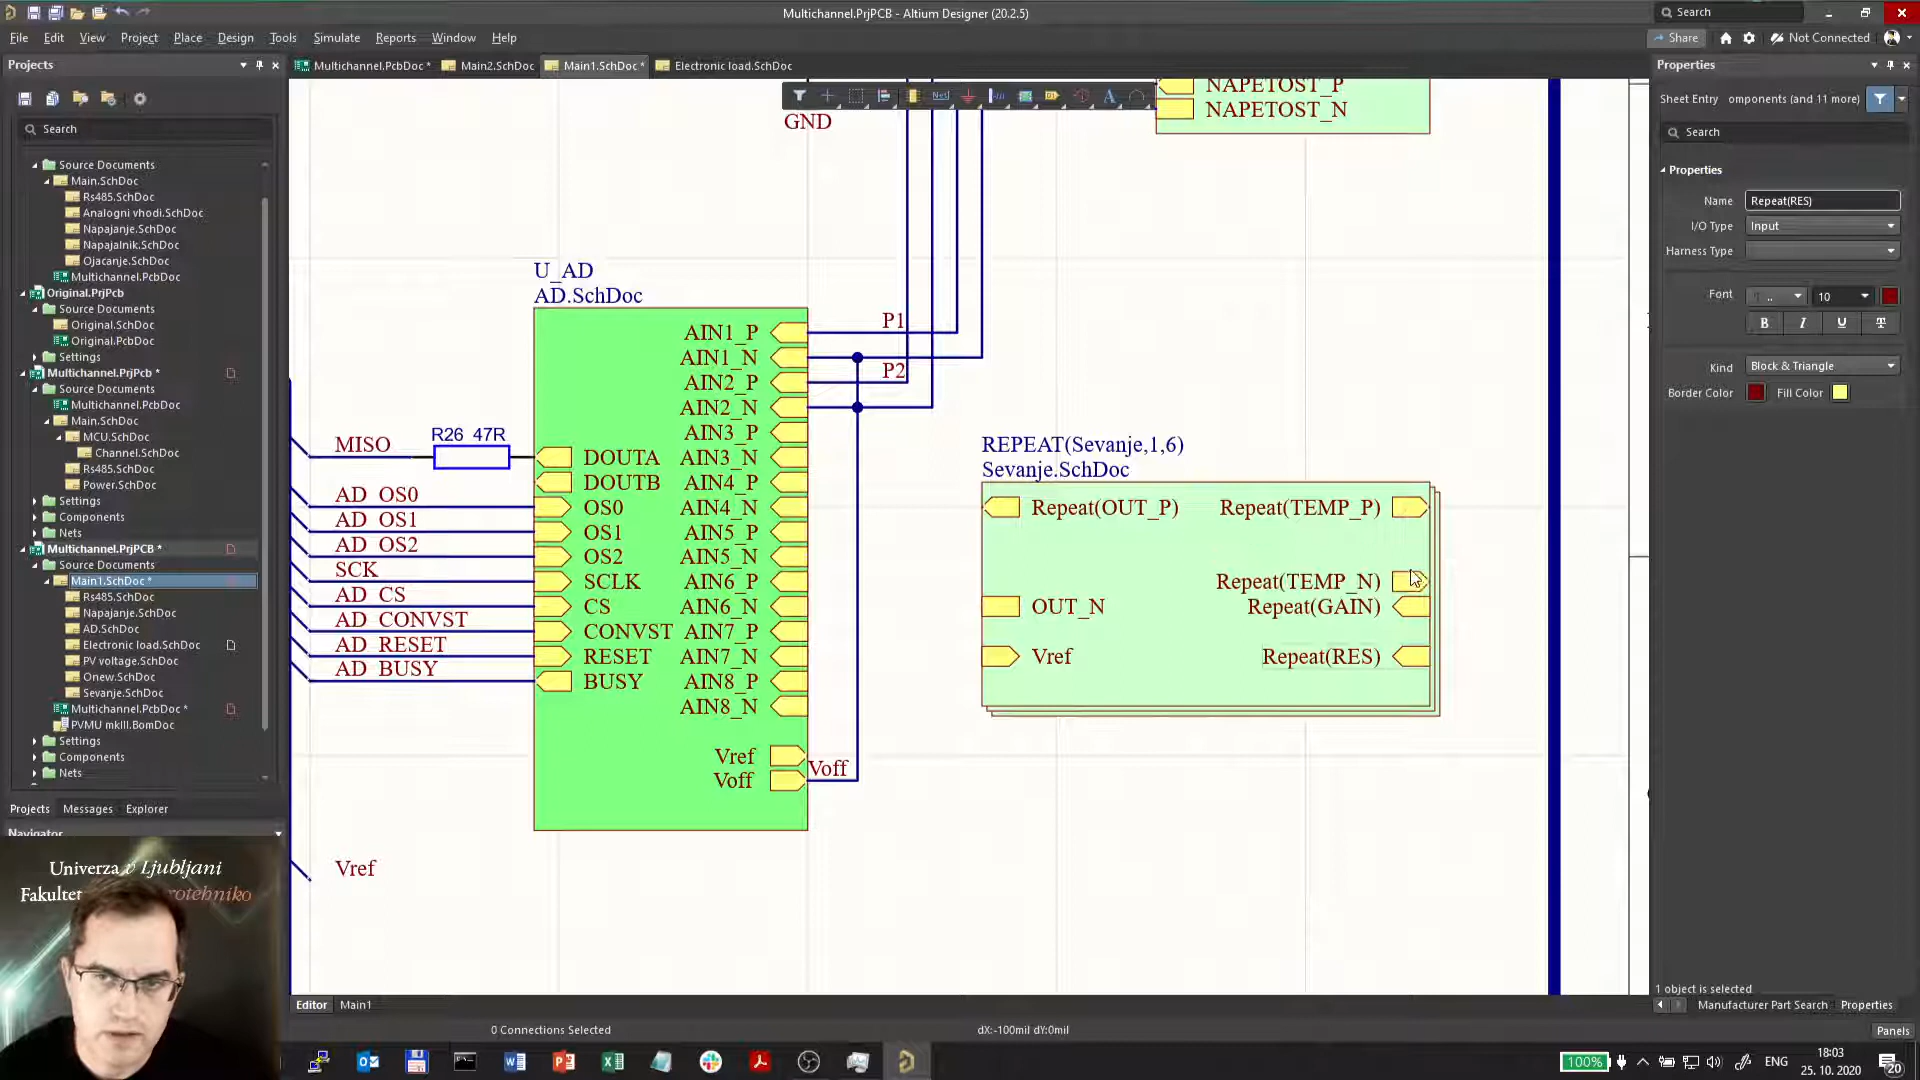 Multichannel.PrjPCB - Altium Designer (20.2.5)
Search
File Edit View Project Place Design Tools Simulate Reports Window Help
Share
Not Connected
Projects
Multichannel.PcbDoc *
Main2.SchDoc
Main1.SchDoc *
Electronic load.SchDoc
Search
Source Documents
Main.SchDoc
Rs485.SchDoc
Analogni vhodi.SchDoc
Napajanje.SchDoc
Napajalnik.SchDoc
Ojacanje.SchDoc
Multichannel.PcbDoc
Original.PrjPcb
Source Documents
Original.SchDoc
Original.PcbDoc
Settings
Multichannel.PrjPcb *
Source Documents
Multichannel.PcbDoc
Main.SchDoc
MCU.SchDoc
Channel.SchDoc
Rs485.SchDoc
Power.SchDoc
Settings
Components
Nets
Multichannel.PrjPCB *
Source Documents
Main1.SchDoc *
Rs485.SchDoc
Napajanje.SchDoc
AD.SchDoc
Electronic load.SchDoc
PV voltage.SchDoc
Onew.SchDoc
Sevanje.SchDoc
Multichannel.PcbDoc *
PVMU mkIII.BomDoc
Settings
Components
Nets
Projects Messages Explorer
Navigator
Univerza v Ljubljani
Net
A
GND
NAPETOST_P
NAPETOST_N
U_AD
AD.SchDoc
AIN1_P
AIN1_N
AIN2_P
AIN2_N
AIN3_P
DOUTA AIN3_N
DOUTB AIN4_P
OS0 AIN4_N
OS1 AIN5_P
OS2 AIN5_N
SCLK AIN6_P
CS AIN6_N
CONVST AIN7_P
RESET AIN7_N
BUSY AIN8_P
AIN8_N
Vref
Voff
P1
P2
Voff
R26 47R
MISO
AD_OS0
AD_OS1
AD_OS2
SCK
AD_CS
AD_CONVST
AD_RESET
AD_BUSY
Vref
REPEAT(Sevanje,1,6)
Sevanje.SchDoc
Repeat(OUT_P) Repeat(TEMP_P)
Repeat(TEMP_N)
OUT_N Repeat(GAIN)
Vref Repeat(RES)
Editor Main1
0 Connections Selected
dX:-100mil dY:0mil
Properties
Sheet Entry omponents (and 11 more)
Search
Properties
Name Repeat(RES)
I/O Type Input
Harness Type
Font 10
B I U T
Kind Block & Triangle
Border Color Fill Color
1 object is selected
Manufacturer Part Search Properties
Panels
100%
ENG
18:03
25. 10. 2020
20